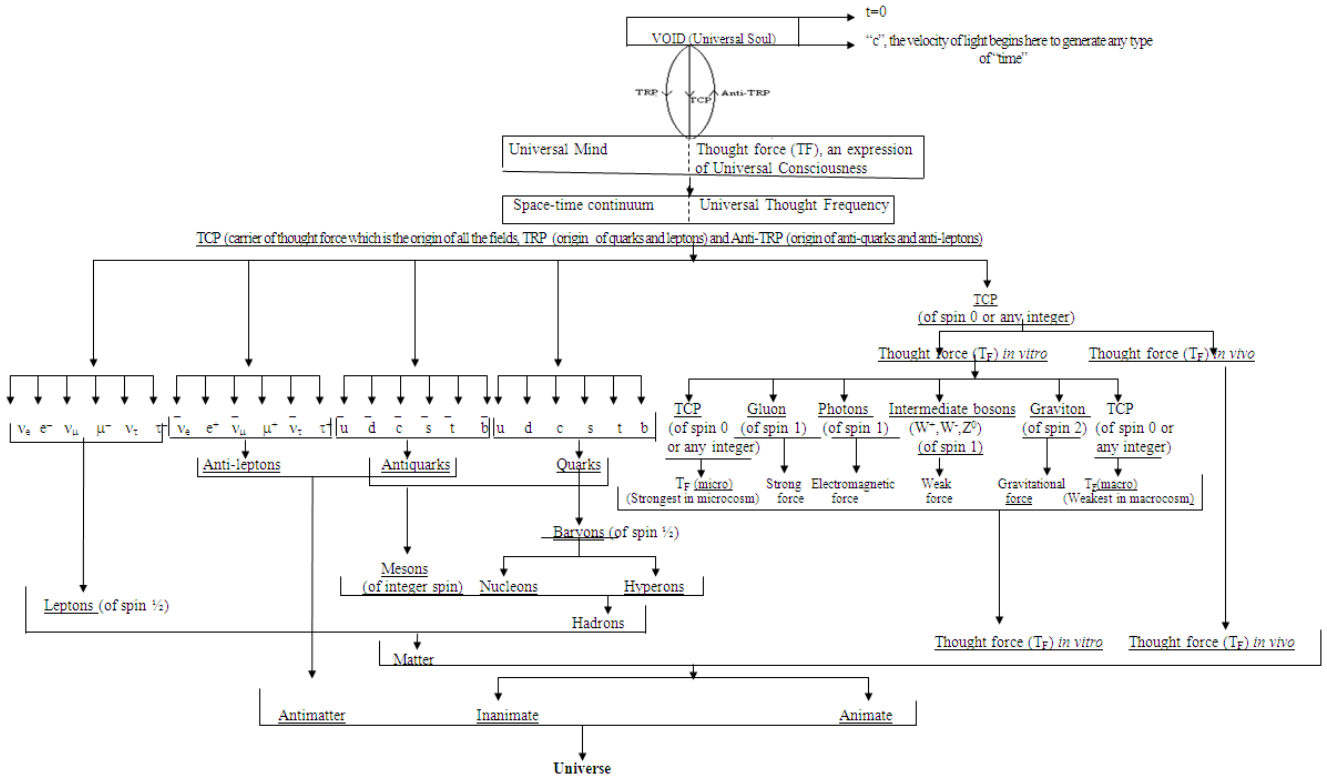 t=0
VOID (Universal Soul)
“c”, the velocity of light begins here to generate any type
of “time”
TRP TCP Anti-TRP
Universal Mind
Thought force (TF), an expression
of Universal Consciousness
Space-time continuum
Universal Thought Frequency
TCP (carrier of thought force which is the origin of all the fields, TRP (origin of quarks and leptons) and Anti-TRP (origin of anti-quarks and anti-leptons)
TCP
(of spin 0 or any integer)
Thought force (T_F) in vitro
Thought force (T_F) in vivo
νe e⁻ νμ μ⁻ ντ τ⁻
ν̄e e⁺ ν̄μ μ⁺ ν̄τ τ⁺
ū d̄ c̄ s̄ t̄ b̄
u d c s t b
TCP
(of spin 0
or any integer)
Gluon
(of spin 1)
Photons
(of spin 1)
Intermediate bosons
(W⁺,W⁻,Z⁰)
(of spin 1)
Graviton
(of spin 2)
TCP
(of spin 0 or
any integer)
Anti-leptons
Antiquarks
Quarks
T_F (micro)
(Strongest in microcosm)
Strong
force
Electromagnetic
force
Weak
force
Gravitational
force
T_F(macro)
(Weakest in macrocosm)
Baryons (of spin ½)
Mesons
(of integer spin)
Nucleons
Hyperons
Leptons (of spin ½)
Hadrons
Thought force (T_F) in vitro
Thought force (T_F) in vivo
Matter
Antimatter
Inanimate
Animate
Universe